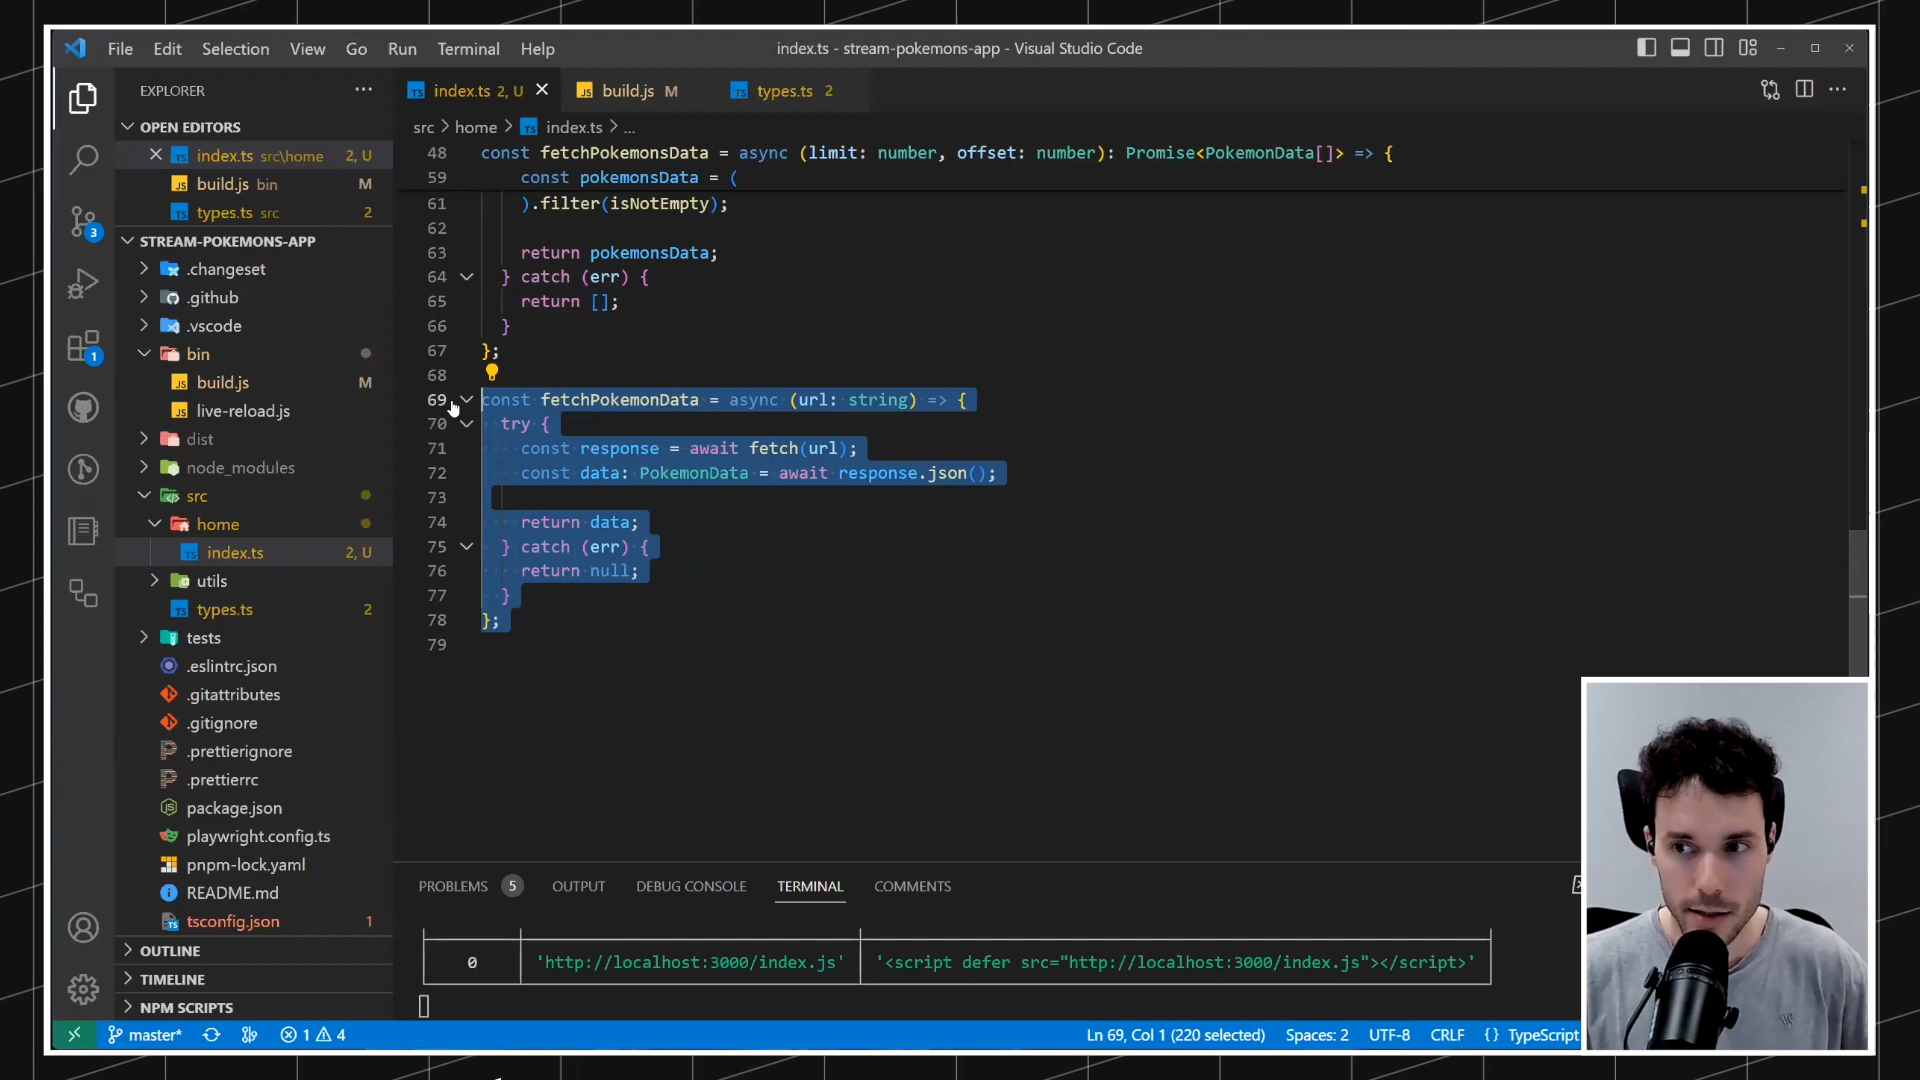 File Edit Selection View Go Run Terminal Help
index.ts - stream-pokemons-app - Visual Studio Code
EXPLORER
index.ts 2, U
build.js M
types.ts 2
OPEN EDITORS
src > home > index.ts > ...
index.ts src\home 2, U
build.js bin M
types.ts src 2
STREAM-POKEMONS-APP
.changeset
.github
.vscode
bin
build.js M
live-reload.js
dist
node_modules
src
home
index.ts 2, U
utils
types.ts 2
tests
.eslintrc.json
.gitattributes
.gitignore
.prettierignore
.prettierrc
package.json
playwright.config.ts
pnpm-lock.yaml
README.md
tsconfig.json 1
OUTLINE
TIMELINE
NPM SCRIPTS
3
1
48 const fetchPokemonsData = async (limit: number, offset: number): Promise<PokemonData[]> => {
59 const pokemonsData = (
61 ).filter(isNotEmpty);
62
63 return pokemonsData;
64 } catch (err) {
65 return [];
66 }
67 };
68
69 const fetchPokemonData = async (url: string) => {
70 try {
71 const response = await fetch(url);
72 const data: PokemonData = await response.json();
73
74 return data;
75 } catch (err) {
76 return null;
77 }
78 };
79
PROBLEMS 5 OUTPUT DEBUG CONSOLE TERMINAL COMMENTS
0 'http://localhost:3000/index.js' '<script defer src="http://localhost:3000/index.js"></script>'
master* 1 4 Ln 69, Col 1 (220 selected) Spaces: 2 UTF-8 CRLF {} TypeScript